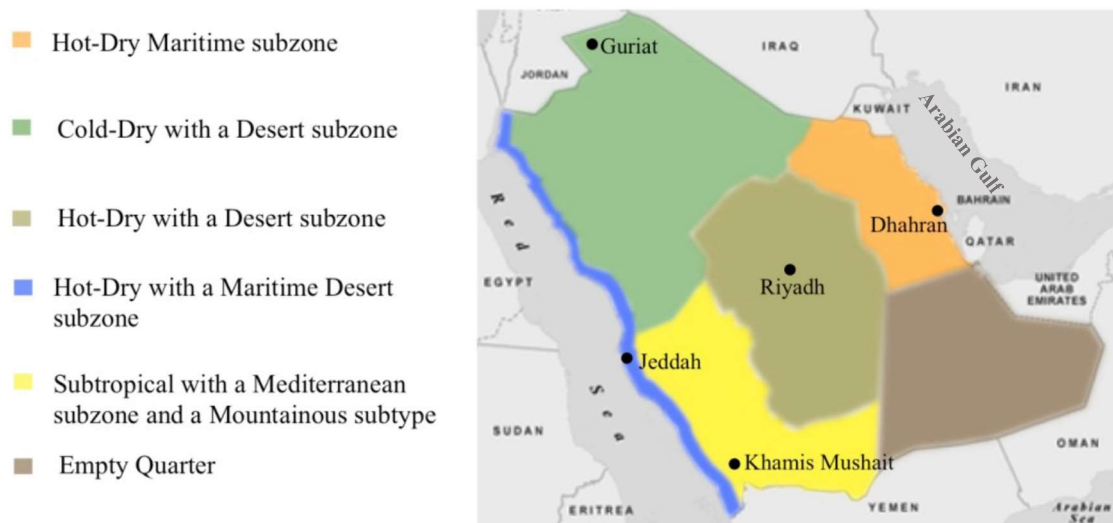 Hot-Dry Maritime subzone
Cold-Dry with a Desert subzone
Hot-Dry with a Desert subzone
Hot-Dry with a Maritime Desert
subzone
Subtropical with a Mediterranean
subzone and a Mountainous subtype
Empty Quarter
Guriat
IRAQ
JORDAN
IRAN
KUWAIT
Arabian Gulf
BAHRAIN
Dhahran
QATAR
Red Sea
EGYPT
Riyadh
UNITED
ARAB
EMIRATES
Jeddah
SUDAN
OMAN
Khamis Mushait
ERITREA
YEMEN
Arabian
Sea